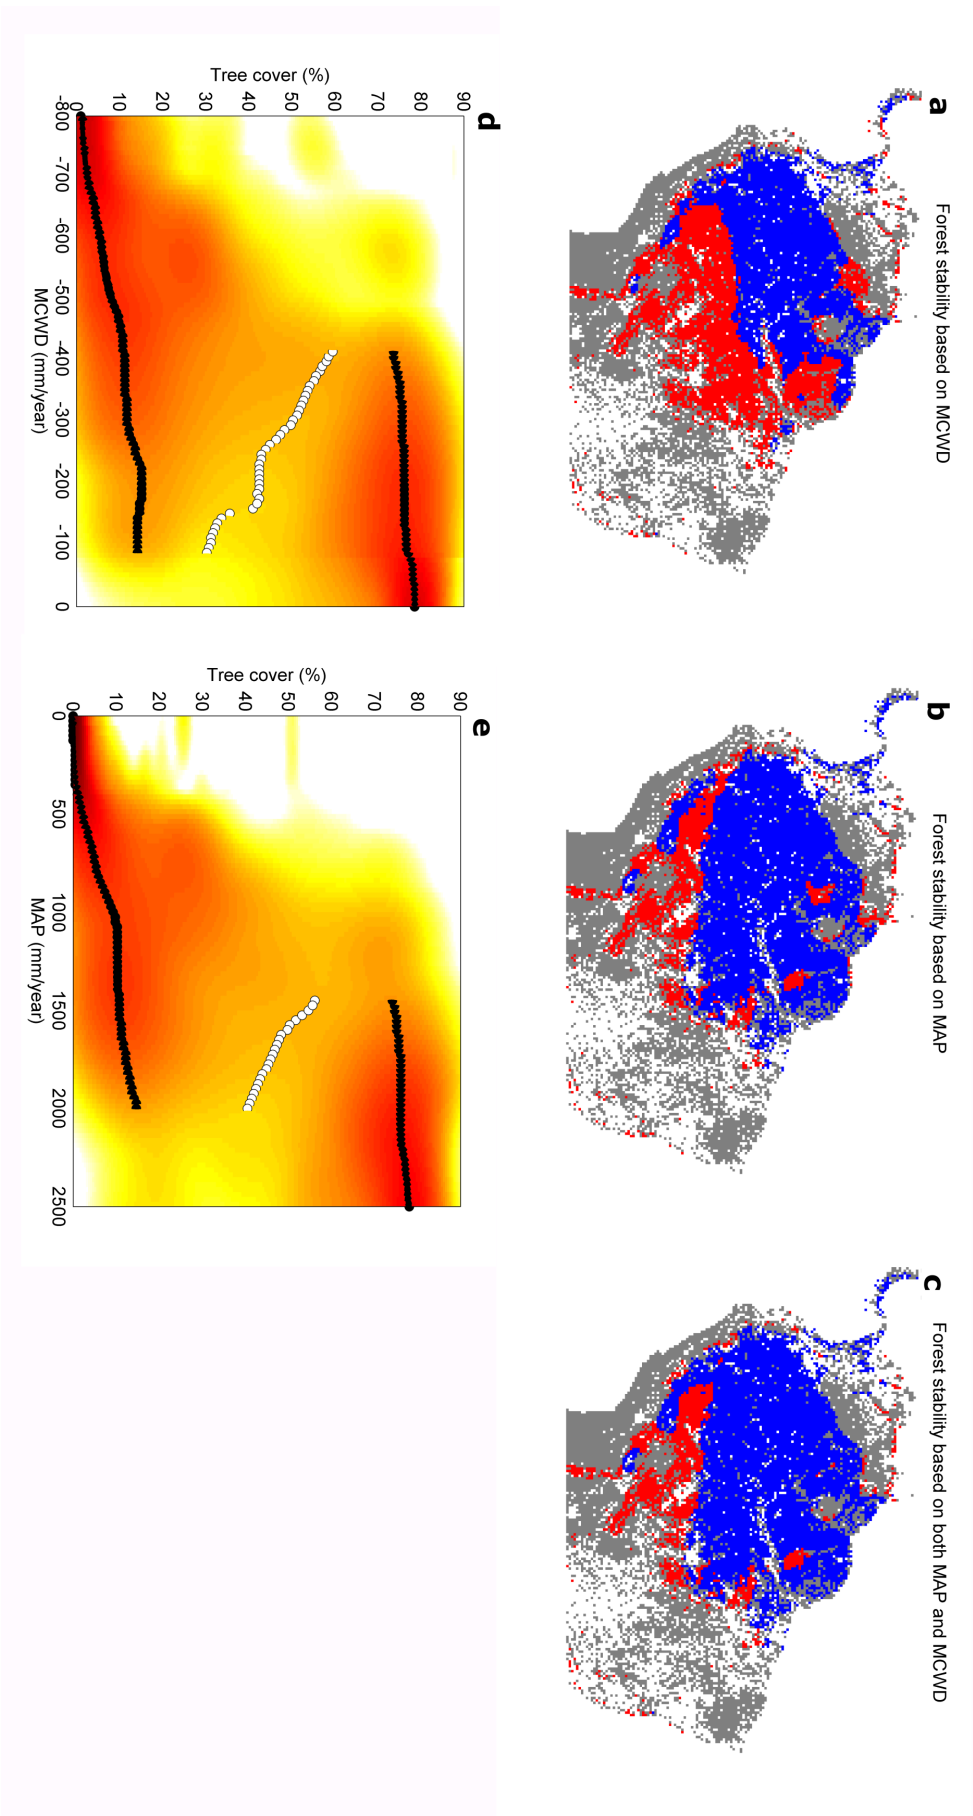 a
Forest stability based on MCWD
b
Forest stability based on MAP
c
Forest stability based on both MAP and MCWD
d
Tree cover (%)
90
80
70
60
50
40
30
20
10
0
-800 -700 -600 -500 -400 -300 -200 -100 0
MCWD (mm/year)
e
Tree cover (%)
90
80
70
60
50
40
30
20
10
0
0 500 1000 1500 2000 2500
MAP (mm/year)